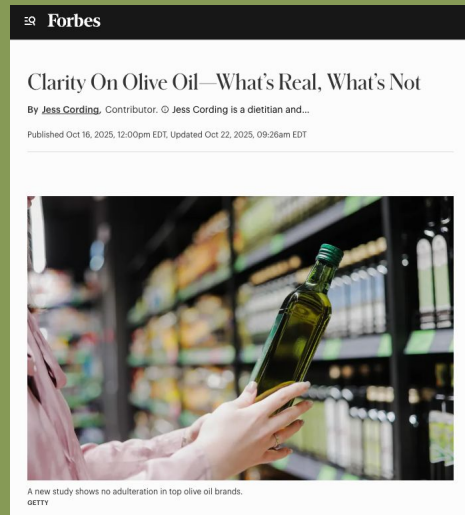 Forbes
Clarity On Olive Oil—What's Real, What's Not
By Jess Cording, Contributor. ⓘ Jess Cording is a dietitian and...
Published Oct 16, 2025, 12:00pm EDT, Updated Oct 22, 2025, 09:26am EDT
A new study shows no adulteration in top olive oil brands.
GETTY